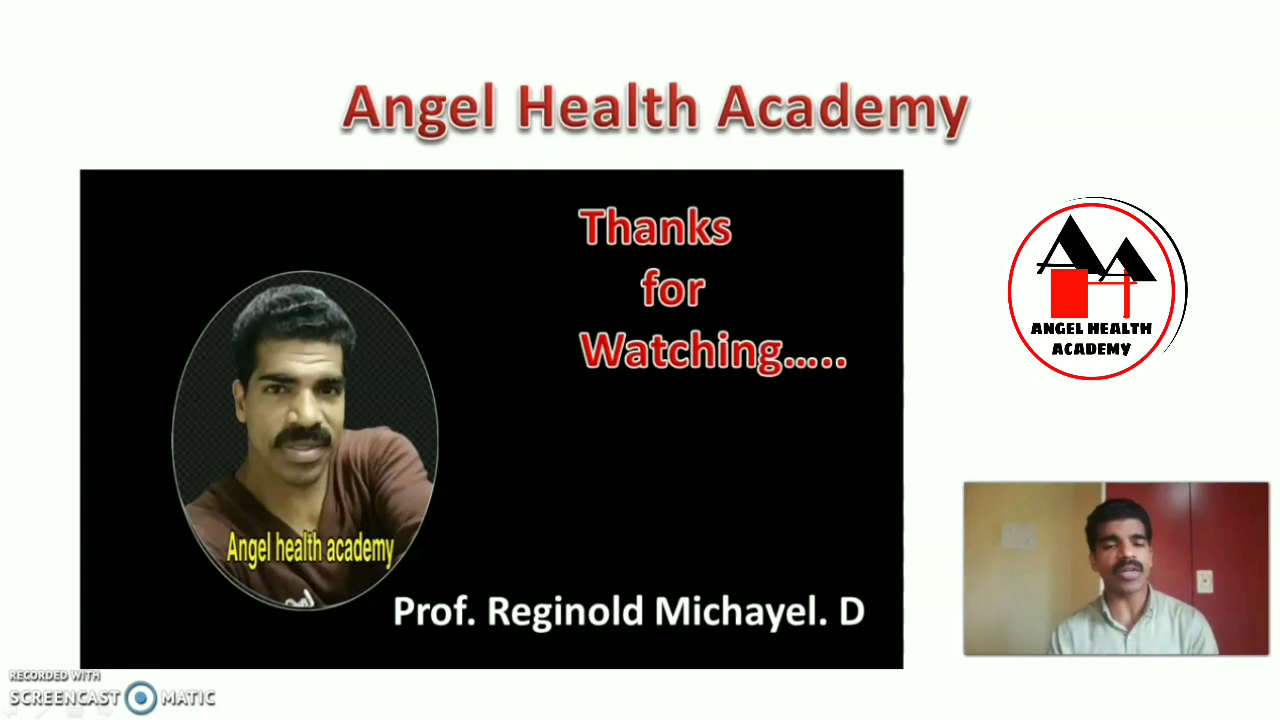 Angel Health Academy
Thanks
for
Watching.....
ANGEL HEALTH
ACADEMY
Angel health academy
Prof. Reginold Michayel. D
RECORDED WITH
SCREENCAST MATIC